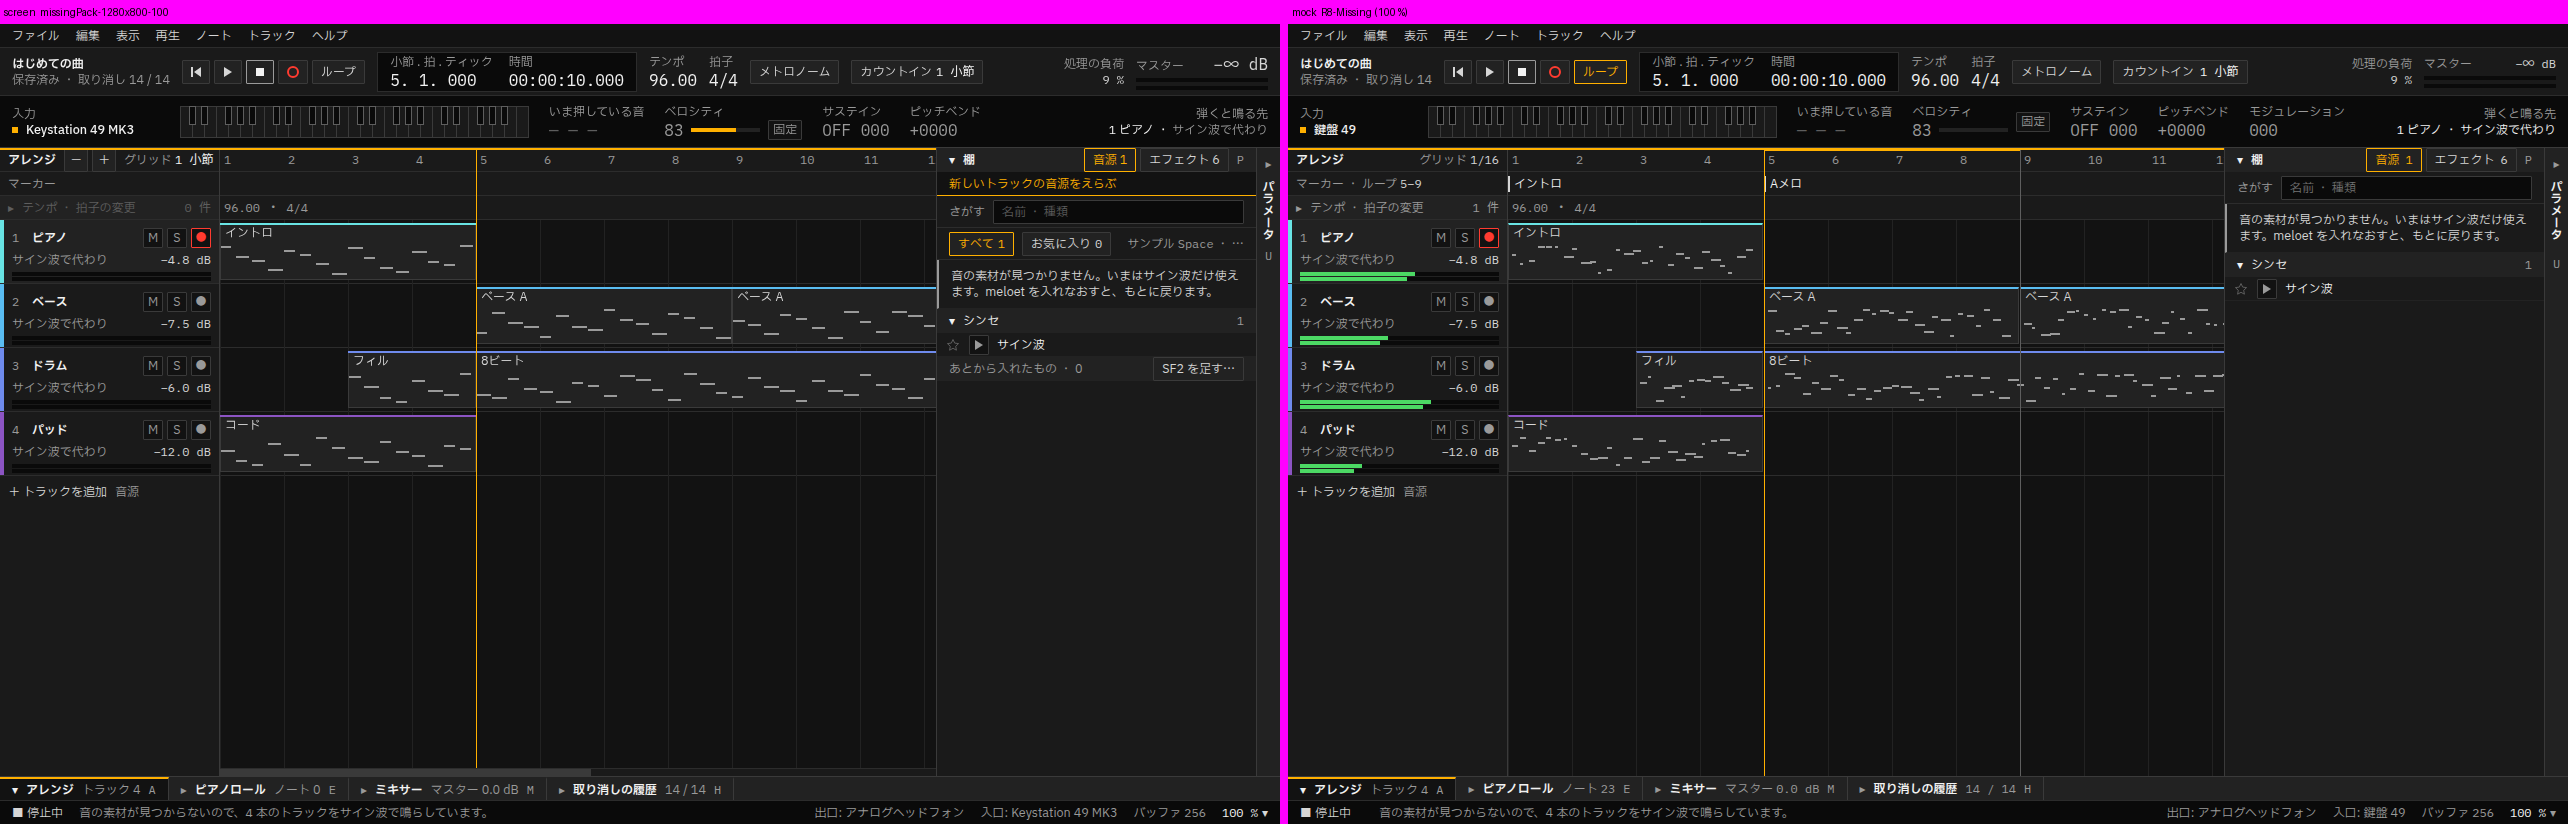 screen missingPack-1280x800-100
ファイル 編集 表示 再生 ノート トラック ヘルプ
はじめての曲
保存済み ・ 取り消し 14 / 14
ループ
小節 . 拍 . ティック 時間
5. 1. 000 00:00:10.000
テンポ 拍子
96.00 4/4
メトロノーム
カウントイン 1 小節
処理の負荷
9 %
マスター −∞ dB
入力
Keystation 49 MK3
いま押している音
— — —
ベロシティ
83
固定
サステイン
OFF 000
ピッチベンド
+0000
弾くと鳴る先
1 ピアノ ・ サイン波で代わり
アレンジ − + グリッド 1 小節
1 2 3 4 5 6 7 8 9 10 11 1
マーカー
▸ テンポ ・ 拍子の変更 0 件
96.00 ・ 4/4
1 ピアノ M S
サイン波で代わり −4.8 dB
イントロ
2 ベース M S
サイン波で代わり −7.5 dB
ベース A ベース A
3 ドラム M S
サイン波で代わり −6.0 dB
フィル 8ビート
4 パッド M S
サイン波で代わり −12.0 dB
コード
+ トラックを追加 音源
▾ 棚 音源 1 エフェクト 6 P
新しいトラックの音源をえらぶ
さがす 名前 ・ 種類
すべて 1 お気に入り 0 サンプル Space ・ …
音の素材が見つかりません。いまはサイン波だけ使え
ます。meloet を入れなおすと、もとに戻ります。
▾ シンセ 1
☆ ▶ サイン波
あとから入れたもの ・ 0 SF2 を足す…
▸ パラメータ U
▾ アレンジ トラック 4 A ▸ ピアノロール ノート 0 E ▸ ミキサー マスター 0.0 dB M ▸ 取り消しの履歴 14 / 14 H
■ 停止中 音の素材が見つからないので、4 本のトラックをサイン波で鳴らしています。
出口: アナログヘッドフォン 入口: Keystation 49 MK3 バッファ 256 100 % ▾
mock R8-Missing (100 %)
ファイル 編集 表示 再生 ノート トラック ヘルプ
はじめての曲
保存済み ・ 取り消し 14
ループ
小節 . 拍 . ティック 時間
5. 1. 000 00:00:10.000
テンポ 拍子
96.00 4/4
メトロノーム
カウントイン 1 小節
処理の負荷
9 %
マスター −∞ dB
入力
鍵盤 49
いま押している音
— — —
ベロシティ
83
固定
サステイン
OFF 000
ピッチベンド
+0000
モジュレーション
000
弾くと鳴る先
1 ピアノ ・ サイン波で代わり
アレンジ グリッド 1/16
1 2 3 4 5 6 7 8 9 10 11 1
マーカー ・ ループ 5–9
イントロ Aメロ
▸ テンポ ・ 拍子の変更 1 件
96.00 ・ 4/4
1 ピアノ M S
サイン波で代わり −4.8 dB
イントロ
2 ベース M S
サイン波で代わり −7.5 dB
ベース A ベース A
3 ドラム M S
サイン波で代わり −6.0 dB
フィル 8ビート
4 パッド M S
サイン波で代わり −12.0 dB
コード
+ トラックを追加 音源
▾ 棚 音源 1 エフェクト 6 P
さがす 名前 ・ 種類
音の素材が見つかりません。いまはサイン波だけ使え
ます。meloet を入れなおすと、もとに戻ります。
▾ シンセ 1
☆ ▶ サイン波
▸ パラメータ U
▾ アレンジ トラック 4 A ▸ ピアノロール ノート 23 E ▸ ミキサー マスター 0.0 dB M ▸ 取り消しの履歴 14 / 14 H
■ 停止中 音の素材が見つからないので、4 本のトラックをサイン波で鳴らしています。
出口: アナログヘッドフォン 入口: 鍵盤 49 バッファ 256 100 % ▾